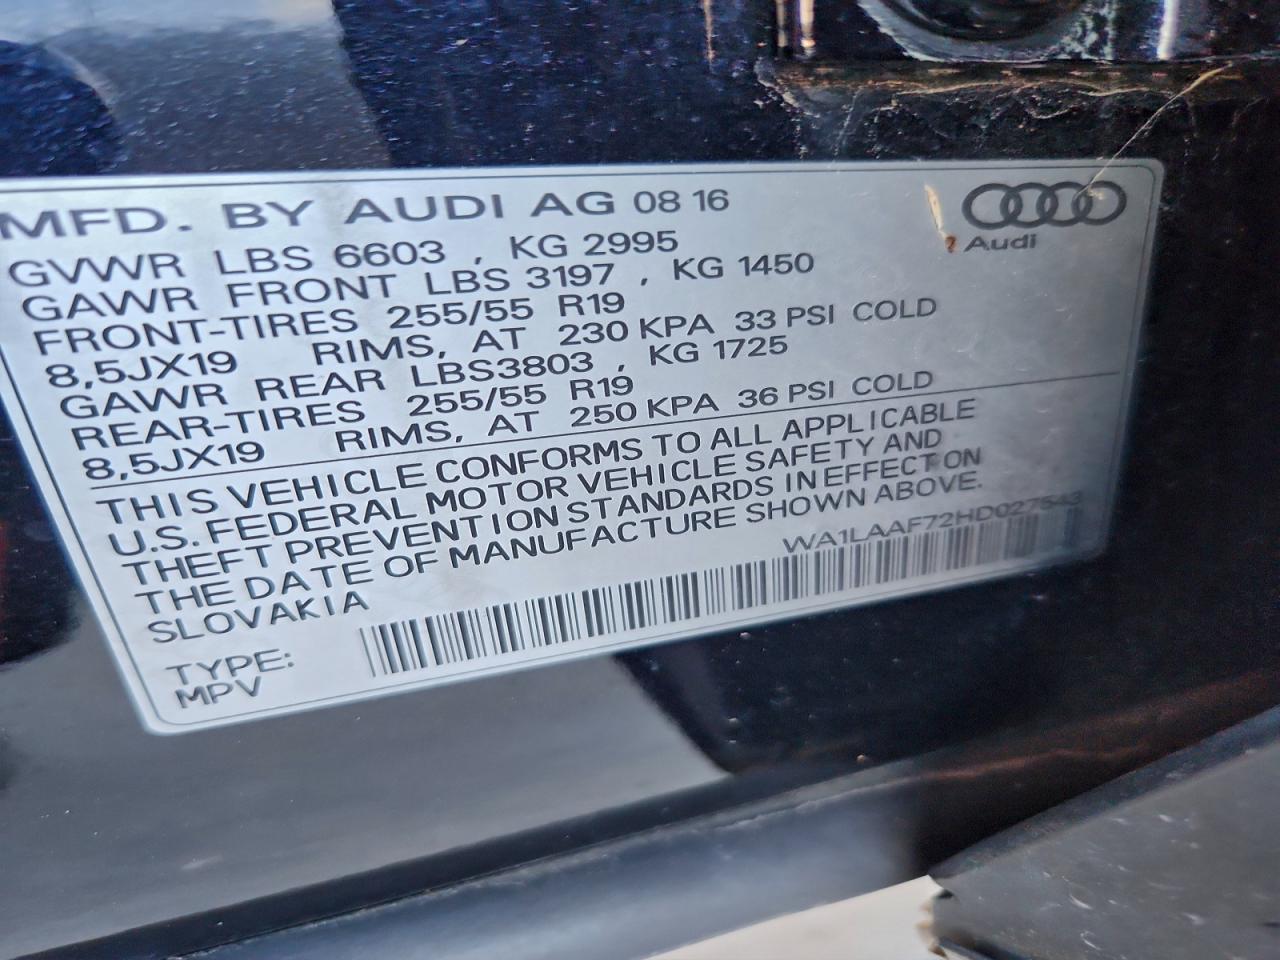 MFD. BY AUDI AG 08 16
Audi
GVWR LBS 6603 , KG 2995
GAWR FRONT LBS 3197 , KG 1450
FRONT-TIRES 255/55 R19
8,5JX19 RIMS, AT 230 KPA 33 PSI COLD
GAWR REAR LBS3803 , KG 1725
REAR-TIRES 255/55 R19
8,5JX19 RIMS, AT 250 KPA 36 PSI COLD
THIS VEHICLE CONFORMS TO ALL APPLICABLE
U.S. FEDERAL MOTOR VEHICLE SAFETY AND
THEFT PREVENTION STANDARDS IN EFFECT ON
THE DATE OF MANUFACTURE SHOWN ABOVE.
SLOVAKIA
WA1LAAF72HD027543
TYPE:
MPV